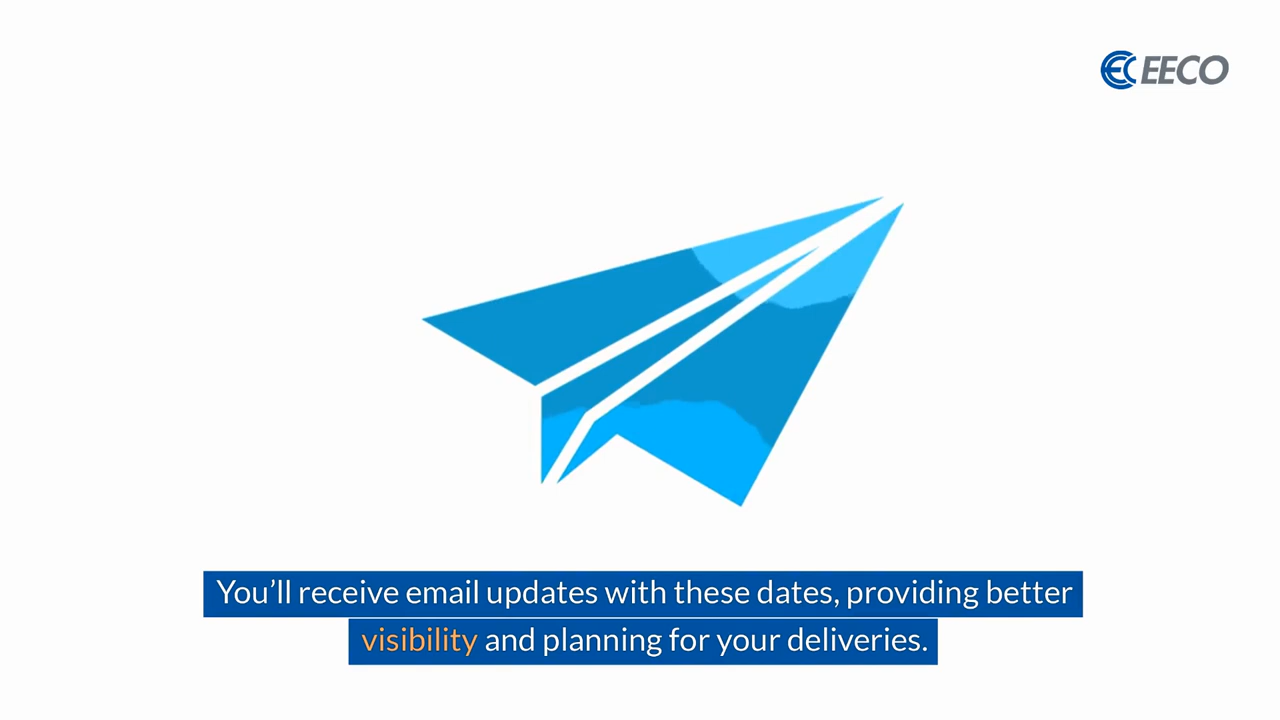 EECO
You’ll receive email updates with these dates, providing better
visibility and planning for your deliveries.